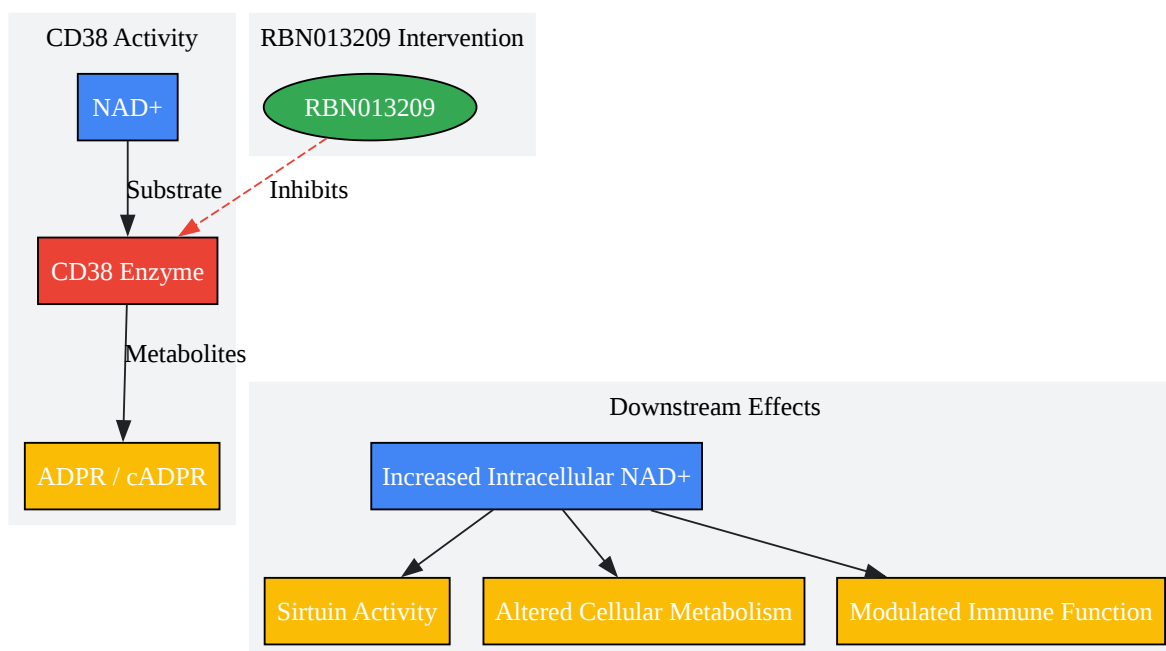 CD38 Activity
RBN013209 Intervention
NAD+
RBN013209
Substrate
Inhibits
CD38 Enzyme
Metabolites
Downstream Effects
ADPR / cADPR
Increased Intracellular NAD+
Sirtuin Activity
Altered Cellular Metabolism
Modulated Immune Function